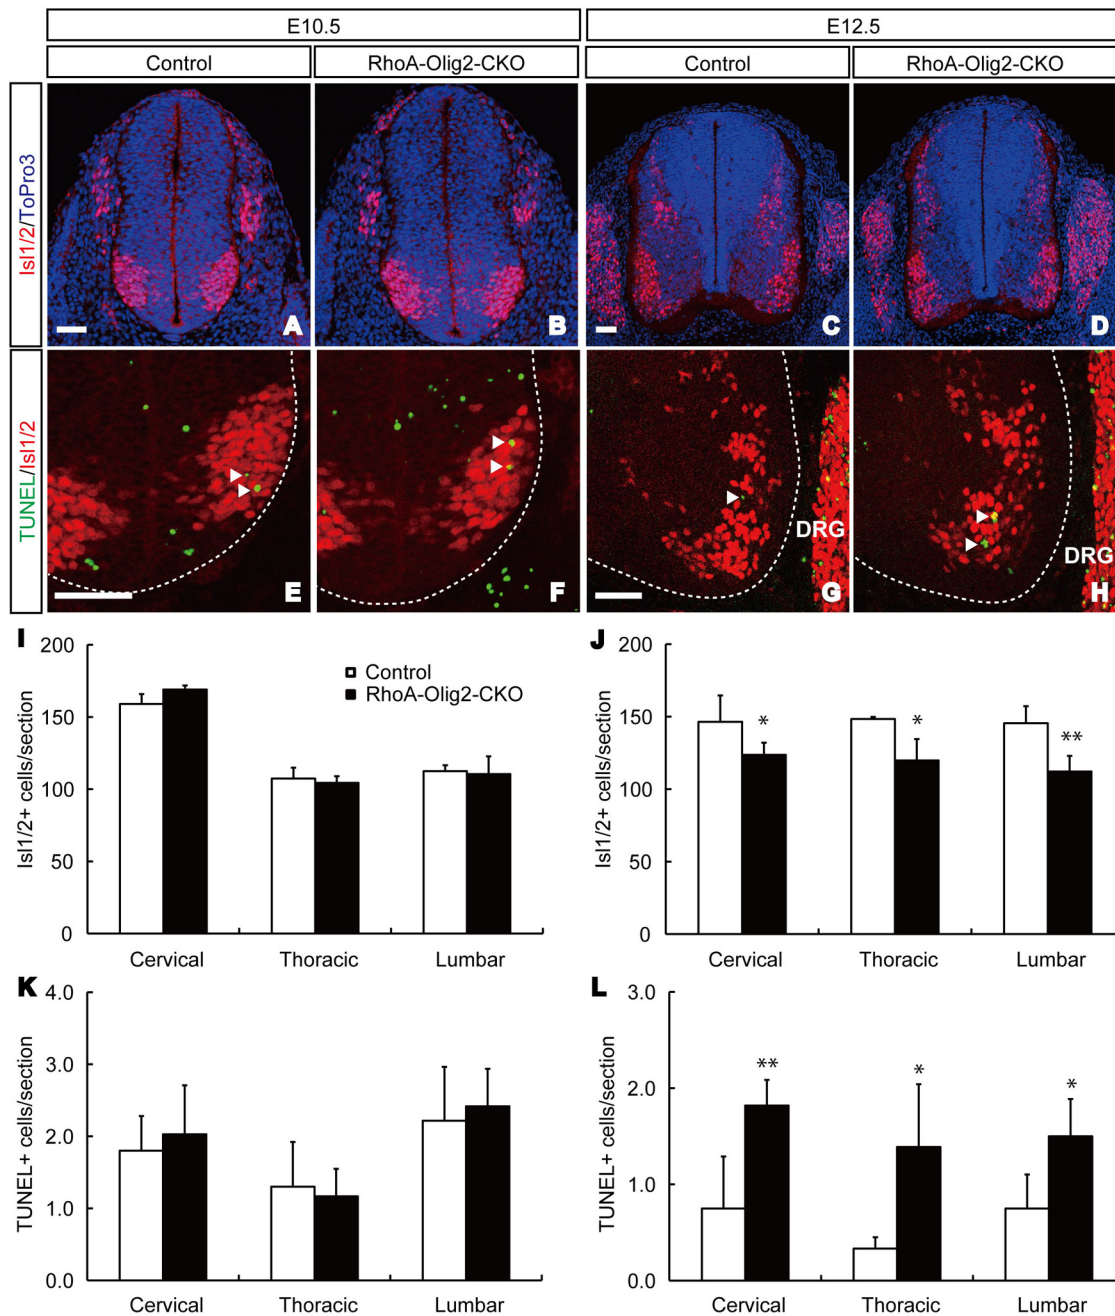 E10.5 E12.5
Control RhoA-Olig2-CKO Control RhoA-Olig2-CKO
Isl1/2/ToPro3
A B C D
TUNEL/Isl1/2
DRG DRG
E F G H
I J
200 200
Control
RhoA-Olig2-CKO
150 150
* * **
100 100
50 50
0 0
Isl1/2+ cells/section Isl1/2+ cells/section
Cervical Thoracic Lumbar Cervical Thoracic Lumbar
K L
4.0 3.0
** * *
3.0 2.0
2.0
1.0 1.0
0.0 0.0
TUNEL+ cells/section TUNEL+ cells/section
Cervical Thoracic Lumbar Cervical Thoracic Lumbar